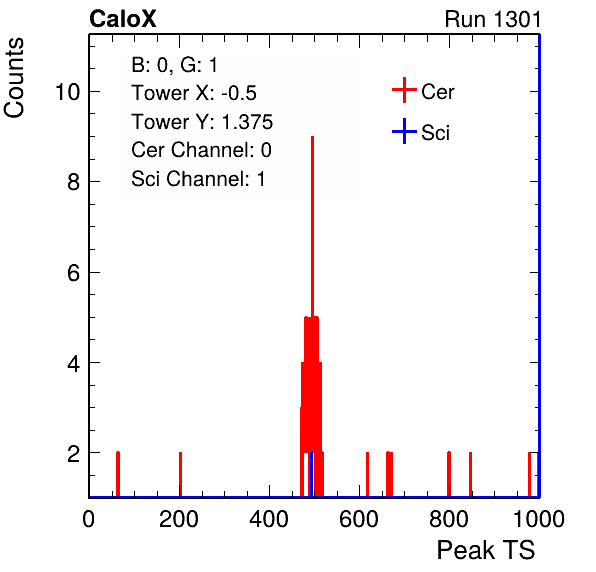 CaloX Run 1301
Counts
B: 0, G: 1
Tower X: -0.5
Tower Y: 1.375
Cer Channel: 0
Sci Channel: 1
Cer
Sci
10
8
6
4
2
0 200 400 600 800 1000
Peak TS